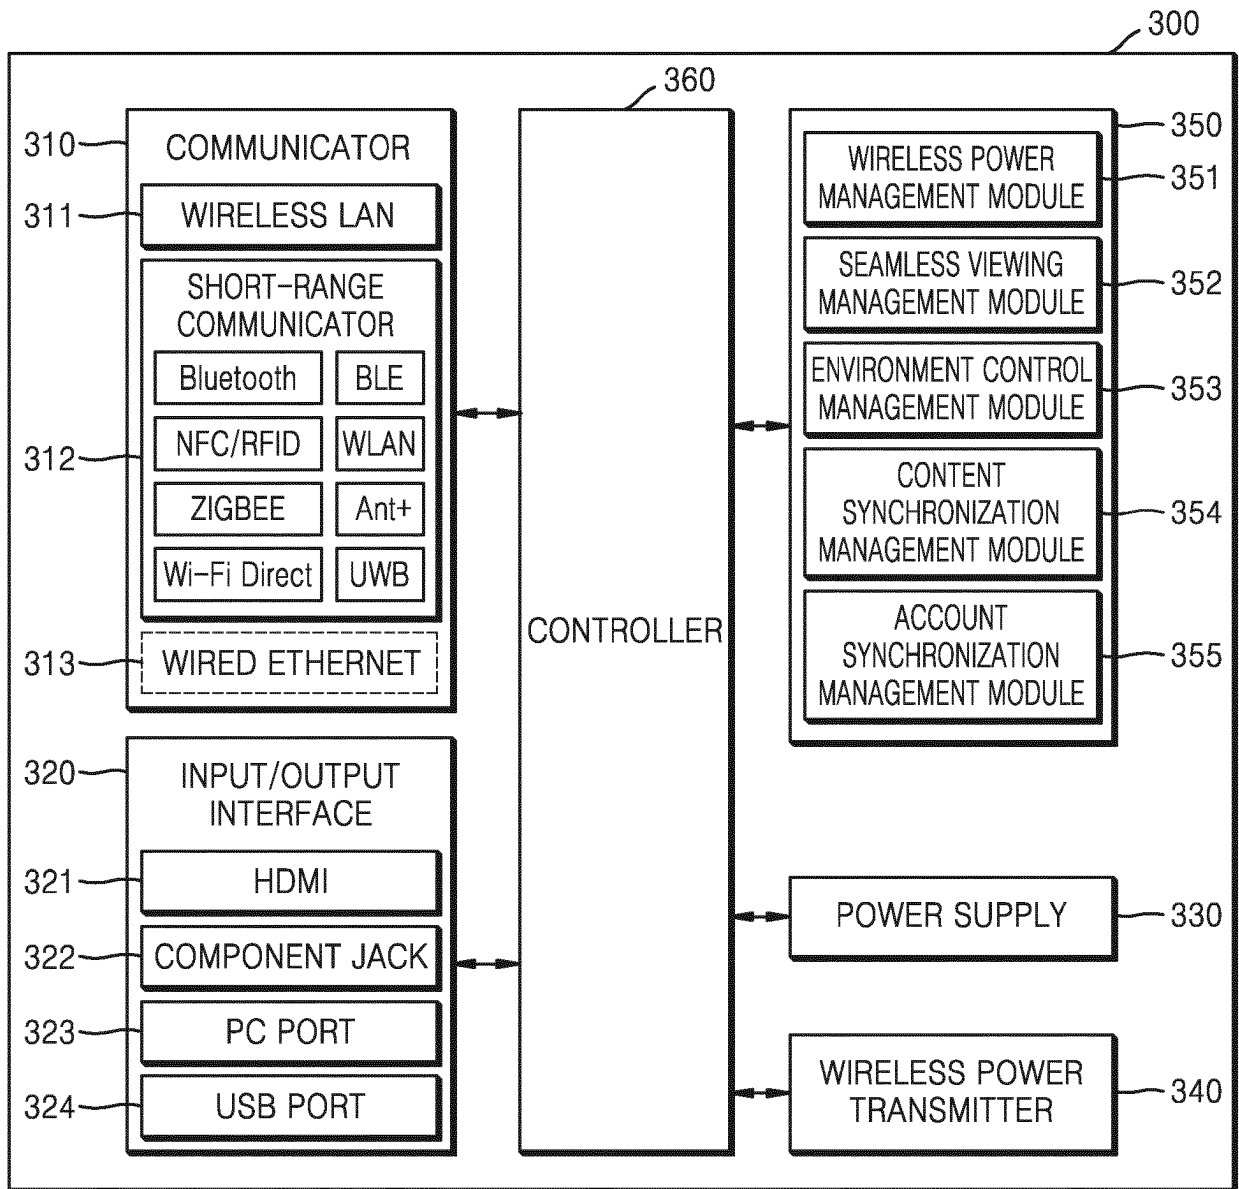 300
360
310
COMMUNICATOR
311
WIRELESS LAN
SHORT-RANGE
COMMUNICATOR
Bluetooth
BLE
312
NFC/RFID
WLAN
ZIGBEE
Ant+
Wi-Fi Direct
UWB
313
WIRED ETHERNET
320
INPUT/OUTPUT
INTERFACE
321
HDMI
322
COMPONENT JACK
323
PC PORT
324
USB PORT
CONTROLLER
350
WIRELESS POWER
MANAGEMENT MODULE
351
SEAMLESS VIEWING
MANAGEMENT MODULE
352
ENVIRONMENT CONTROL
MANAGEMENT MODULE
353
CONTENT
SYNCHRONIZATION
MANAGEMENT MODULE
354
ACCOUNT
SYNCHRONIZATION
MANAGEMENT MODULE
355
POWER SUPPLY
330
WIRELESS POWER
TRANSMITTER
340